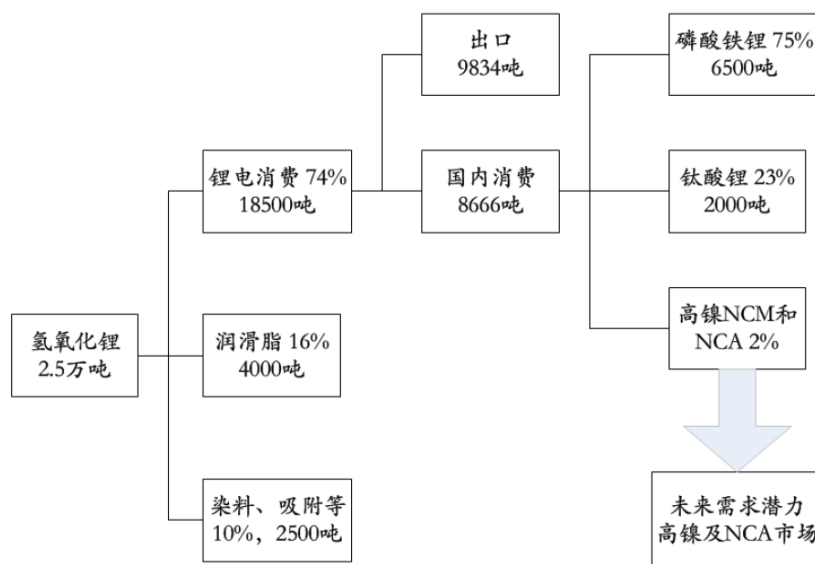 出口
9834吨
磷酸铁锂 75%
6500吨
锂电消费 74%
18500吨
国内消费
8666吨
钛酸锂 23%
2000吨
氢氧化锂
2.5万吨
润滑脂 16%
4000吨
高镍NCM和
NCA 2%
染料、吸附等
10%，2500吨
未来需求潜力
高镍及NCA市场